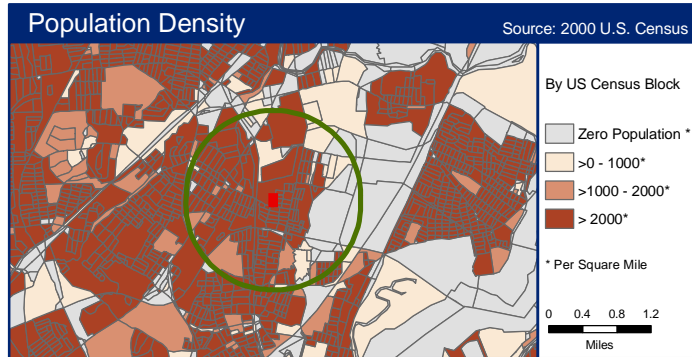 Population Density
Source: 2000 U.S. Census
By US Census Block
Zero Population *
>0 - 1000*
>1000 - 2000*
> 2000*
* Per Square Mile
0 0.4 0.8 1.2
Miles